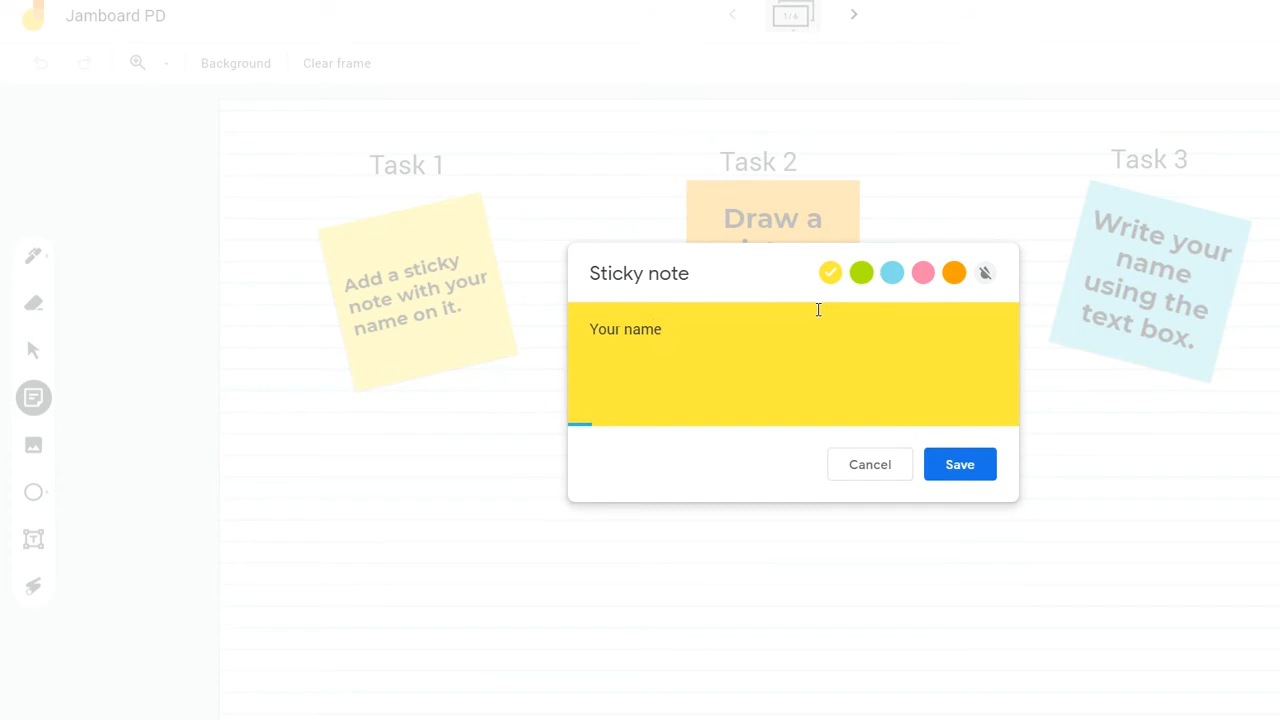 Jamboard PD
1/6
Background
Clear frame
Task 1
Task 2
Task 3
Add a sticky
note with your
name on it.
Draw a
Write your
name
using the
text box.
Sticky note
Your name
Cancel
Save